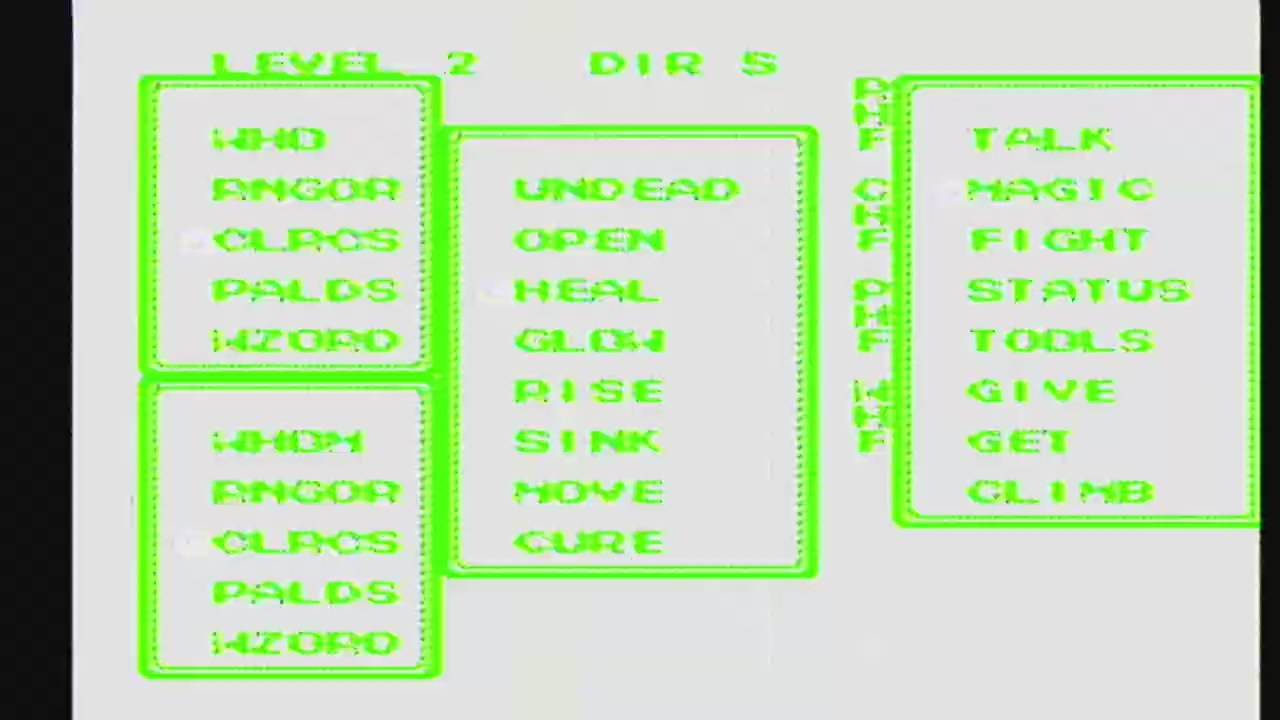 LEVEL 2 DIR S
WHO
ANGOR
CLRCS
PALDS
WZORD
WHOM
ANGOR
CLRCS
PALDS
WZORD
UNDEAD
OPEN
HEAL
GLOW
RISE
SINK
MOVE
CURE
P
M
F
C
M
F
P
M
F
W
M
F
TALK
MAGIC
FIGHT
STATUS
TOOLS
GIVE
GET
CLIMB